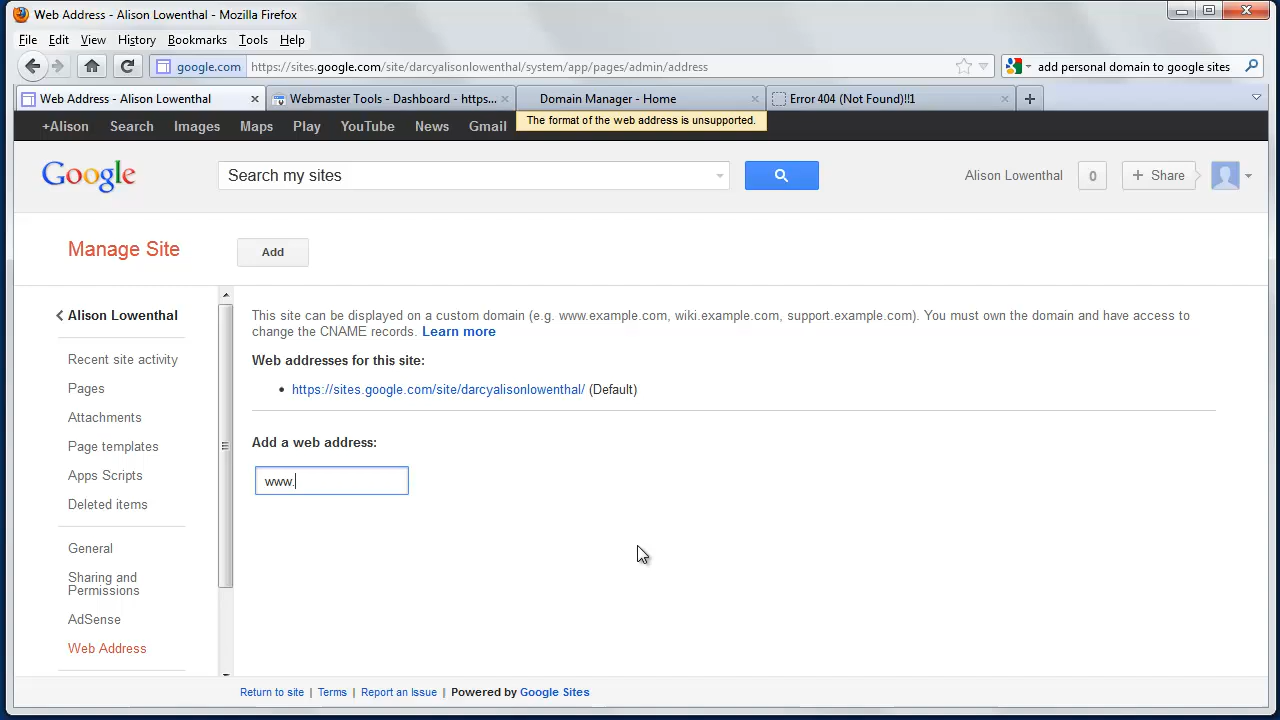 Web Address - Alison Lowenthal - Mozilla Firefox
File Edit View History Bookmarks Tools Help
google.com https://sites.google.com/site/darcyalisonlowenthal/system/app/pages/admin/address add personal domain to google sites
Web Address - Alison Lowenthal Webmaster Tools - Dashboard - https... Domain Manager - Home Error 404 (Not Found)!!1
+Alison Search Images Maps Play YouTube News Gmail The format of the web address is unsupported.
Google Search my sites Alison Lowenthal 0 + Share
Manage Site Add
Alison Lowenthal
Recent site activity
Pages
Attachments
Page templates
Apps Scripts
Deleted items
General
Sharing and
Permissions
AdSense
Web Address
This site can be displayed on a custom domain (e.g. www.example.com, wiki.example.com, support.example.com). You must own the domain and have access to
change the CNAME records. Learn more
Web addresses for this site:
• https://sites.google.com/site/darcyalisonlowenthal/ (Default)
Add a web address:
www.
Return to site | Terms | Report an Issue | Powered by Google Sites